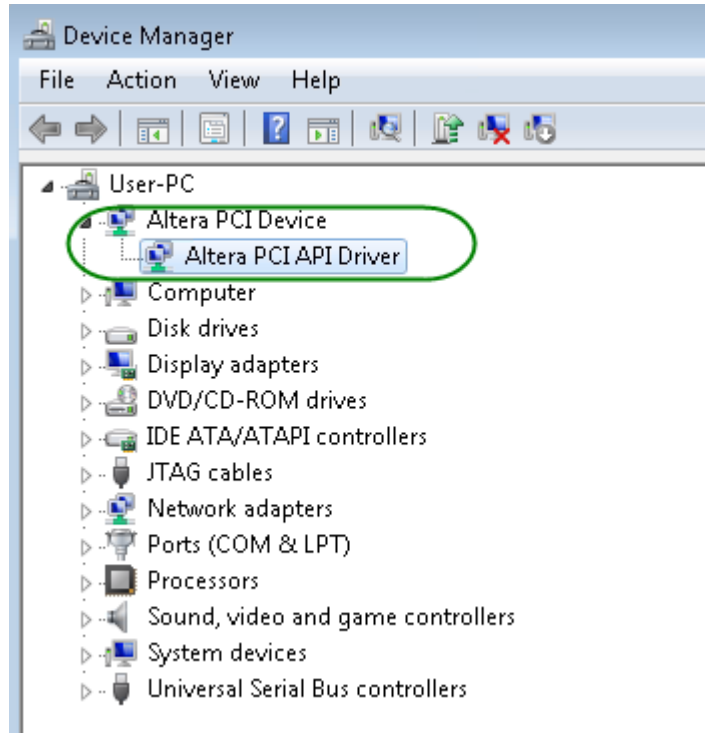 Device Manager
File Action View Help
User-PC
Altera PCI Device
Altera PCI API Driver
Computer
Disk drives
Display adapters
DVD/CD-ROM drives
IDE ATA/ATAPI controllers
JTAG cables
Network adapters
Ports (COM & LPT)
Processors
Sound, video and game controllers
System devices
Universal Serial Bus controllers